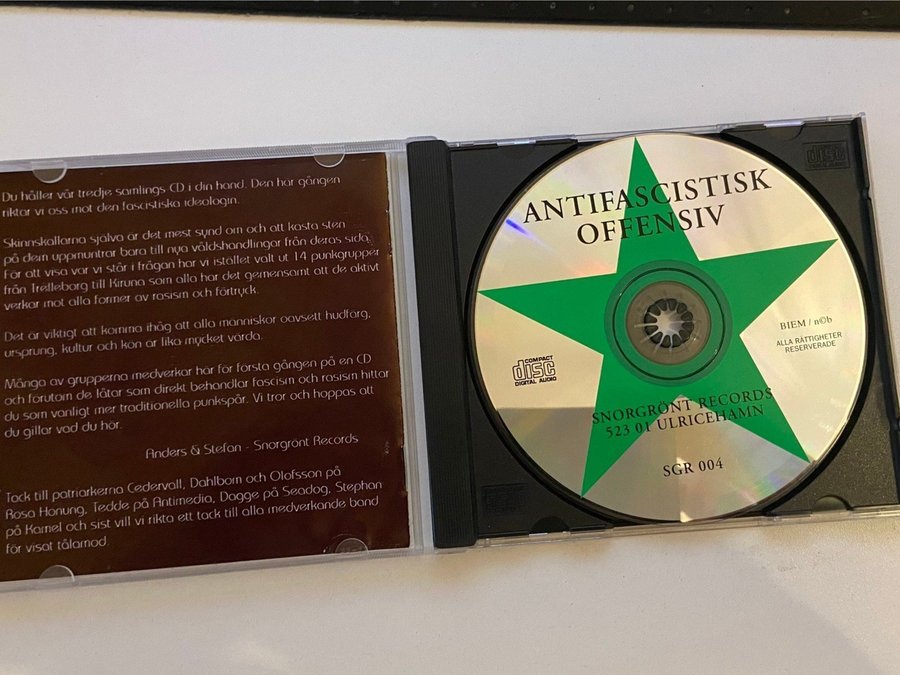 Du håller vår tredje samlings-CD i din hand. Den här gången
riktar vi oss mot den fascistiska ideologin.
Skinnskallarna själva är det mest synd om och att kasta sten
på dem uppmuntrar bara till nya våldshandlingar från deras sida.
För att visa var vi står i frågan har vi istället valt ut 14 punkgrupper
från Trelleborg till Kiruna som alla har det gemensamt att de aktivt
verkar mot alla former av rasism och förtryck.
Det är viktigt att komma ihåg att alla människor oavsett hudfärg,
ursprung, kultur och kön är lika mycket värda.
Många av grupperna medverkar här för första gången på en CD
och förutom de låtar som direkt behandlar fascism och rasism hittar
du som vanligt mer traditionella punkspår. Vi tror och hoppas att
du gillar vad du hör.
Anders & Stefan - Snorgrönt Records
Tack till patriarkerna Cedervall, Dahlborn och Olofsson på
Rosa Honung, Tedde på Antimedia, Dagge på Seadog, Stephan
på Kamel och sist vill vi rikta ett tack till alla medverkande band
för visat tålamod.
ANTIFASCISTISK
OFFENSIV
BIEM / n©b
ALLA RÄTTIGHETER
RESERVERADE
COMPACT
disc
DIGITAL AUDIO
SNORGRÖNT RECORDS
523 01 ULRICEHAMN
SGR 004